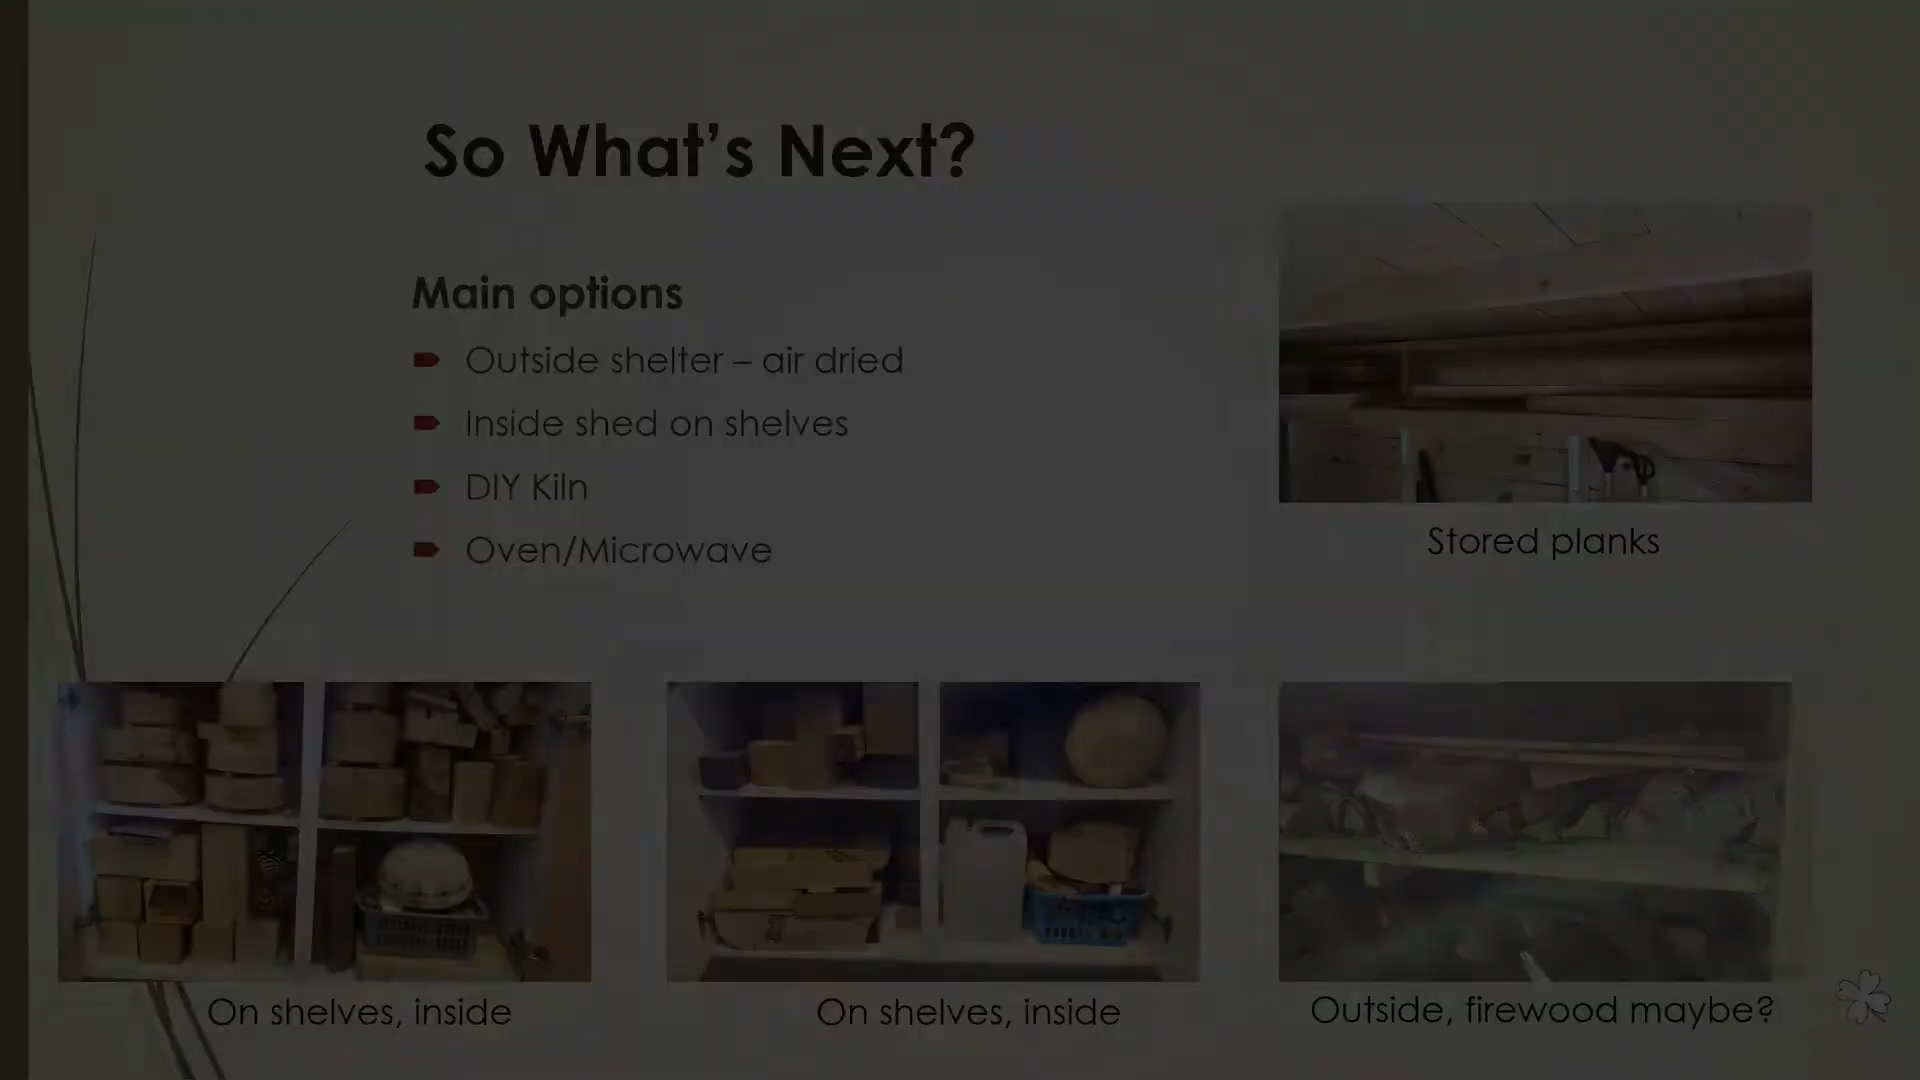 So What’s Next?
Main options
Outside shelter – air dried
Inside shed on shelves
DIY Kiln
Oven/Microwave
Stored planks
On shelves, inside
On shelves, inside
Outside, firewood maybe?